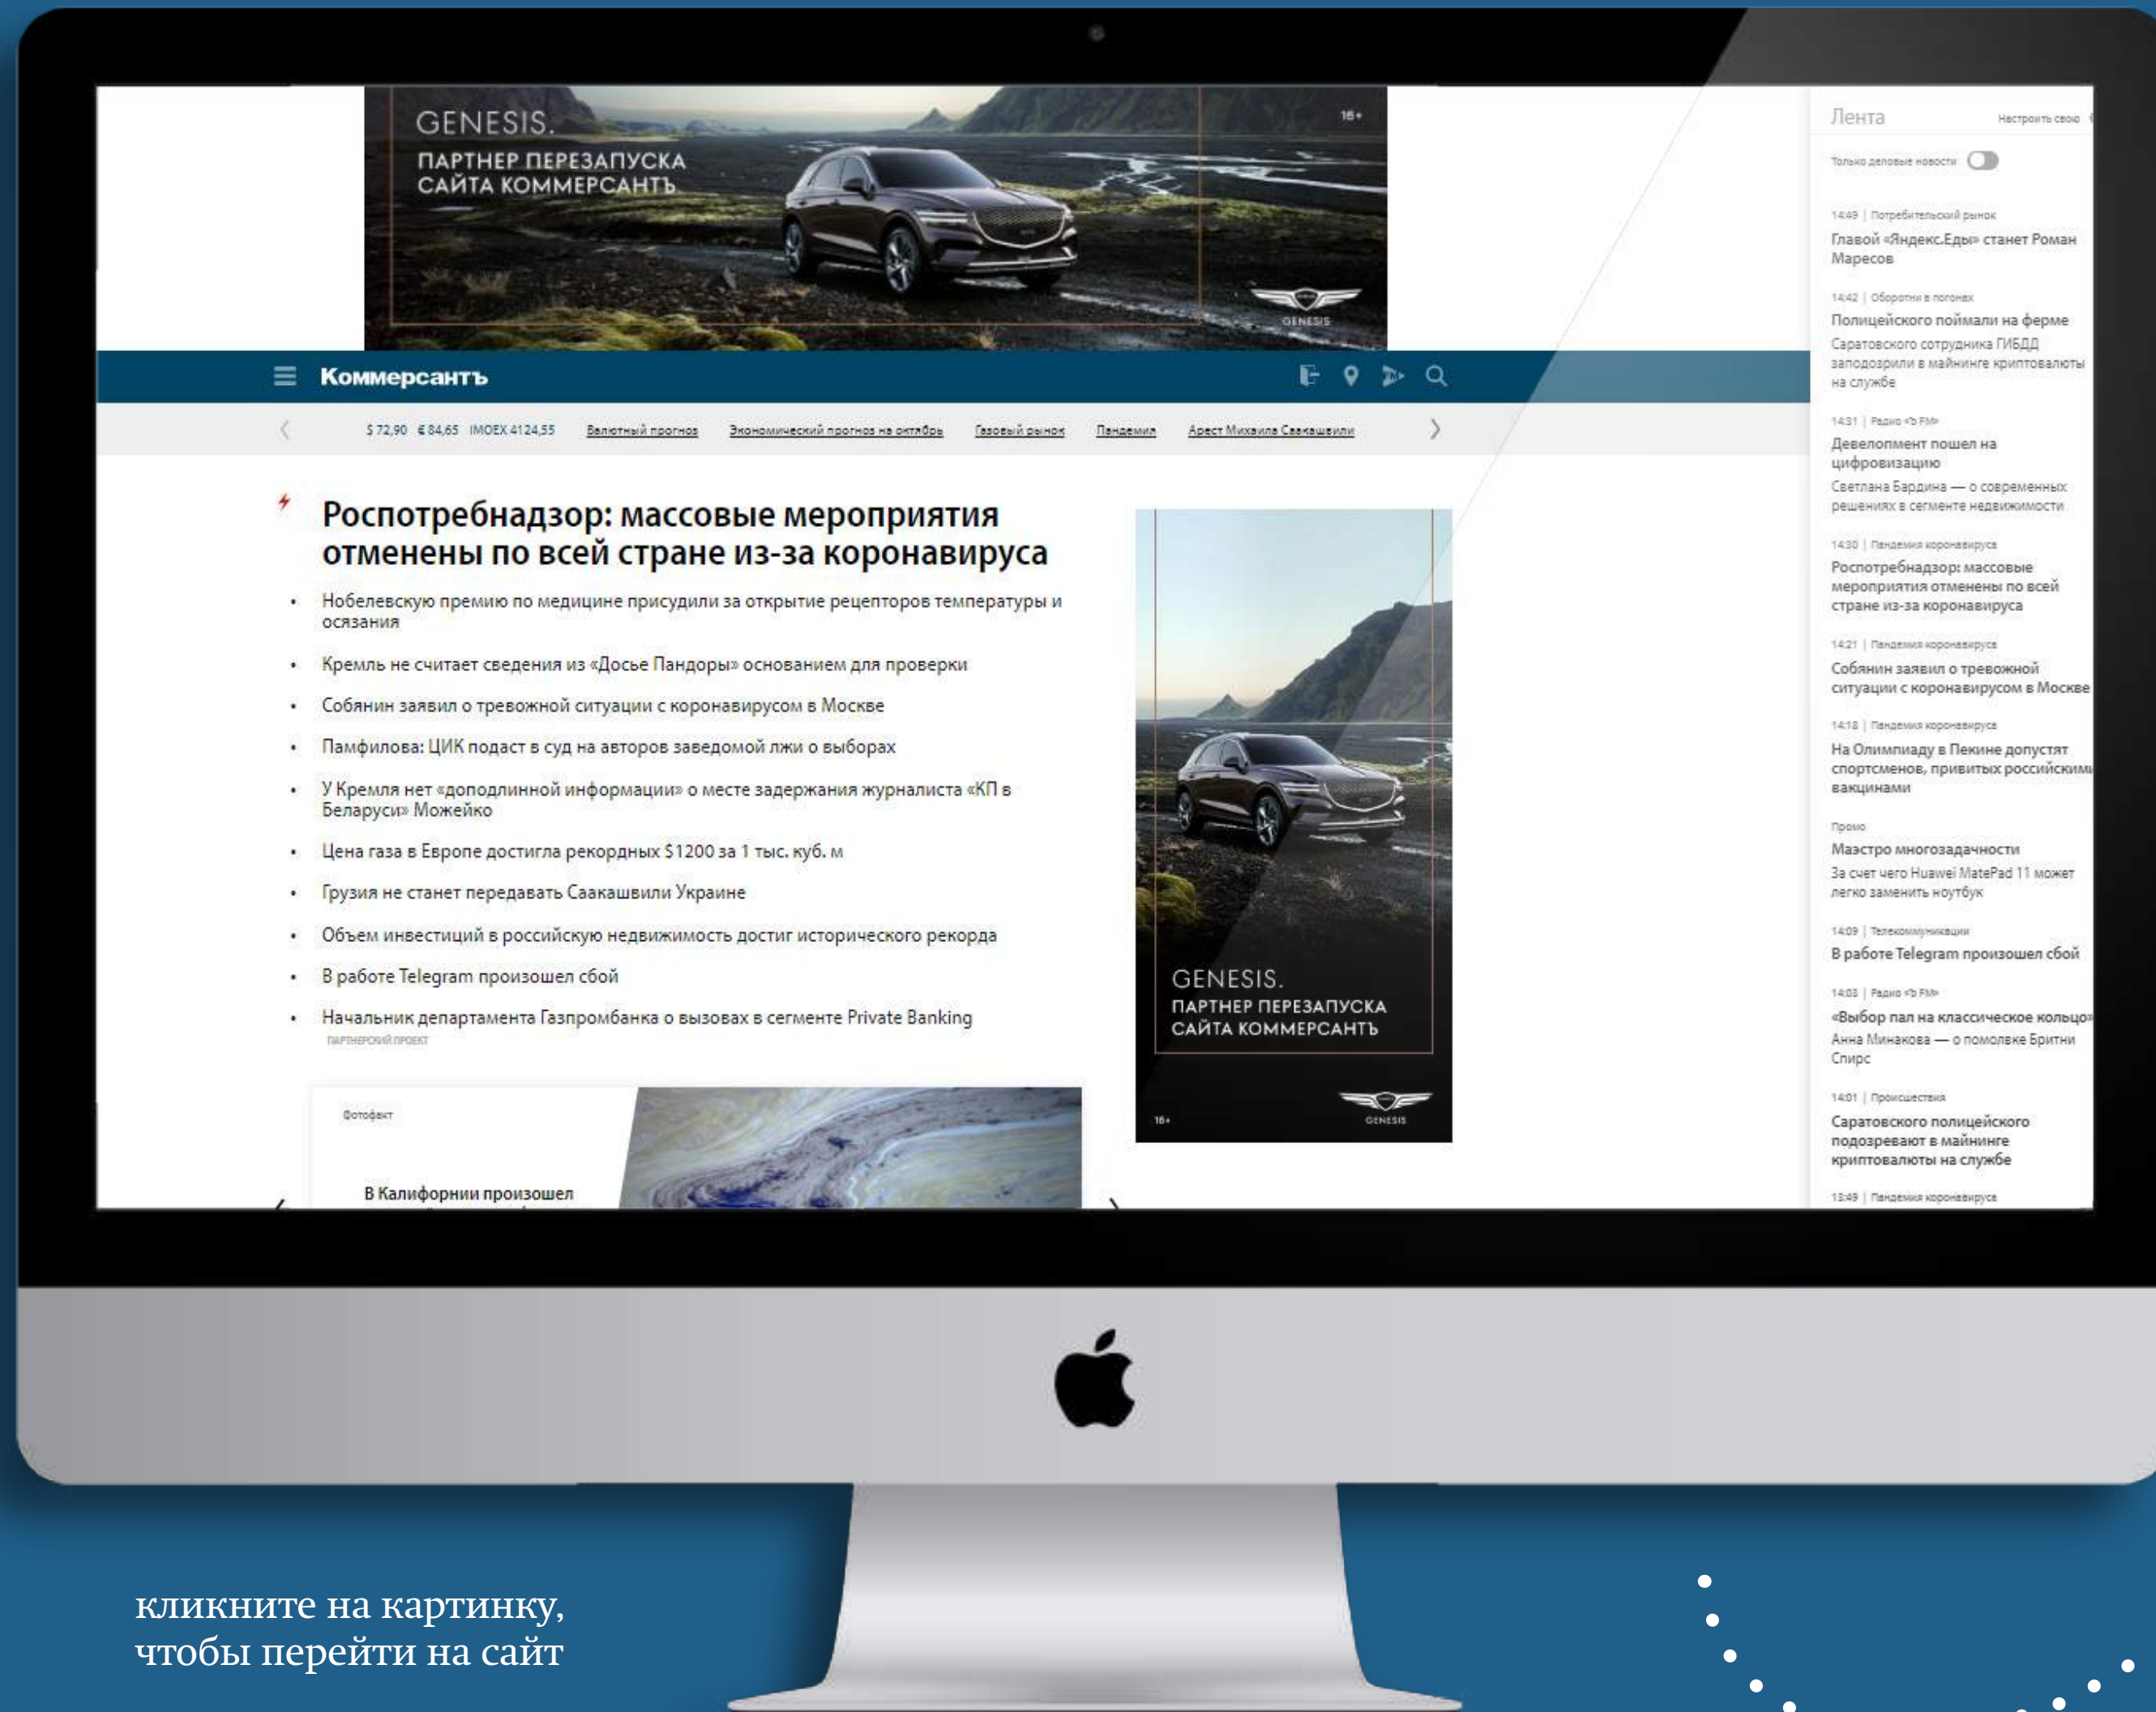 GENESIS.
ПАРТНЕР ПЕРЕЗАПУСКА
САЙТА КОММЕРСАНТЪ
16+
GENESIS
Коммерсантъ
$ 72,90 € 84,65 IMOEX 4124,55 Валютный прогноз Экономический прогноз на октябрь Газовый рынок Пандемия Арест Михаила Саакашвили
Роспотребнадзор: массовые мероприятия
отменены по всей стране из-за коронавируса
• Нобелевскую премию по медицине присудили за открытие рецепторов температуры и
осязания
• Кремль не считает сведения из «Досье Пандоры» основанием для проверки
• Собянин заявил о тревожной ситуации с коронавирусом в Москве
• Памфилова: ЦИК подаст в суд на авторов заведомой лжи о выборах
• У Кремля нет «доподлинной информации» о месте задержания журналиста «КП в
Беларуси» Можейко
• Цена газа в Европе достигла рекордных $1200 за 1 тыс. куб. м
• Грузия не станет передавать Саакашвили Украине
• Объем инвестиций в российскую недвижимость достиг исторического рекорда
• В работе Telegram произошел сбой
• Начальник департамента Газпромбанка о вызовах в сегменте Private Banking
ПАРТНЕРСКИЙ ПРОЕКТ
Фотофакт
В Калифорнии произошел
GENESIS.
ПАРТНЕР ПЕРЕЗАПУСКА
САЙТА КОММЕРСАНТЪ
16+
GENESIS
Лента Настроить свою
Только деловые новости
14:49 | Потребительский рынок
Главой «Яндекс.Еды» станет Роман
Маресов
14:42 | Оборотни в погонах
Полицейского поймали на ферме
Саратовского сотрудника ГИБДД
заподозрили в майнинге криптовалюты
на службе
14:31 | Радио «Ъ FM»
Девелопмент пошел на
цифровизацию
Светлана Бардина — о современных
решениях в сегменте недвижимости
14:30 | Пандемия коронавируса
Роспотребнадзор: массовые
мероприятия отменены по всей
стране из-за коронавируса
14:21 | Пандемия коронавируса
Собянин заявил о тревожной
ситуации с коронавирусом в Москве
14:18 | Пандемия коронавируса
На Олимпиаду в Пекине допустят
спортсменов, привитых российскими
вакцинами
Промо
Маэстро многозадачности
За счет чего Huawei MatePad 11 может
легко заменить ноутбук
14:09 | Телекоммуникации
В работе Telegram произошел сбой
14:03 | Радио «Ъ FM»
«Выбор пал на классическое кольцо»
Анна Минакова — о помолвке Бритни
Спирс
14:01 | Происшествия
Саратовского полицейского
подозревают в майнинге
криптовалюты на службе
13:49 | Пандемия коронавируса
кликните на картинку,
чтобы перейти на сайт